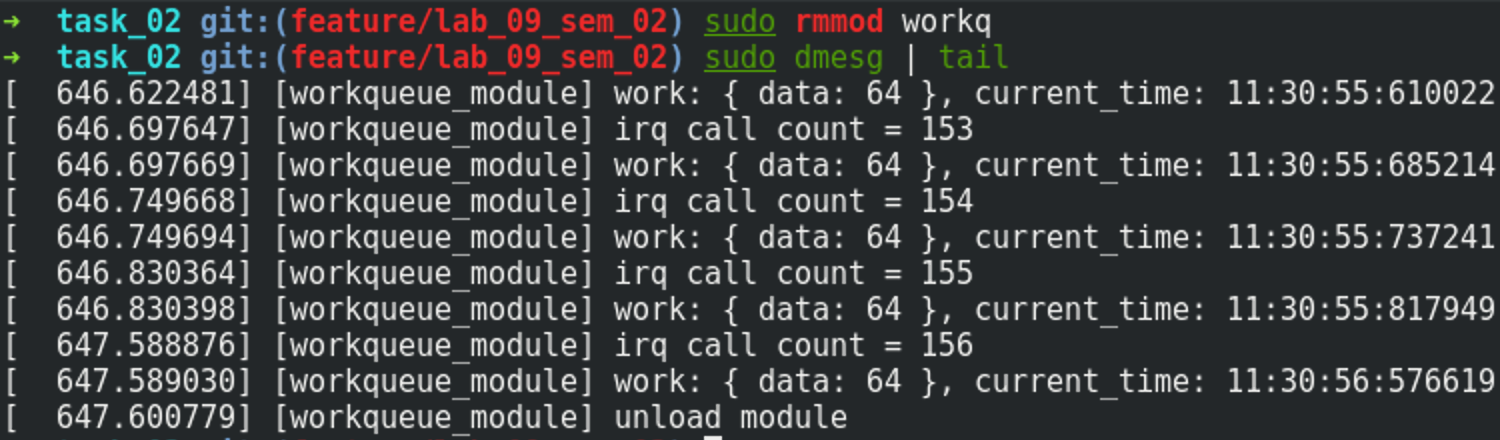 ➜  task_02 git:(feature/lab_09_sem_02) sudo rmmod workq
➜  task_02 git:(feature/lab_09_sem_02) sudo dmesg | tail
[  646.622481] [workqueue_module] work: { data: 64 }, current_time: 11:30:55:610022
[  646.697647] [workqueue_module] irq call count = 153
[  646.697669] [workqueue_module] work: { data: 64 }, current_time: 11:30:55:685214
[  646.749668] [workqueue_module] irq call count = 154
[  646.749694] [workqueue_module] work: { data: 64 }, current_time: 11:30:55:737241
[  646.830364] [workqueue_module] irq call count = 155
[  646.830398] [workqueue_module] work: { data: 64 }, current_time: 11:30:55:817949
[  647.588876] [workqueue_module] irq call count = 156
[  647.589030] [workqueue_module] work: { data: 64 }, current_time: 11:30:56:576619
[  647.600779] [workqueue_module] unload module